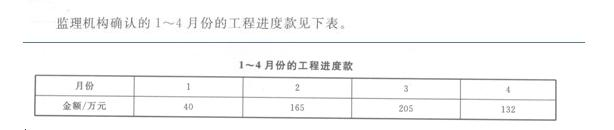 监理机构确认的1～4月份的工程进度款见下表。
1～4月份的工程进度款
月份 1 2 3 4
金额/万元 40 165 205 132